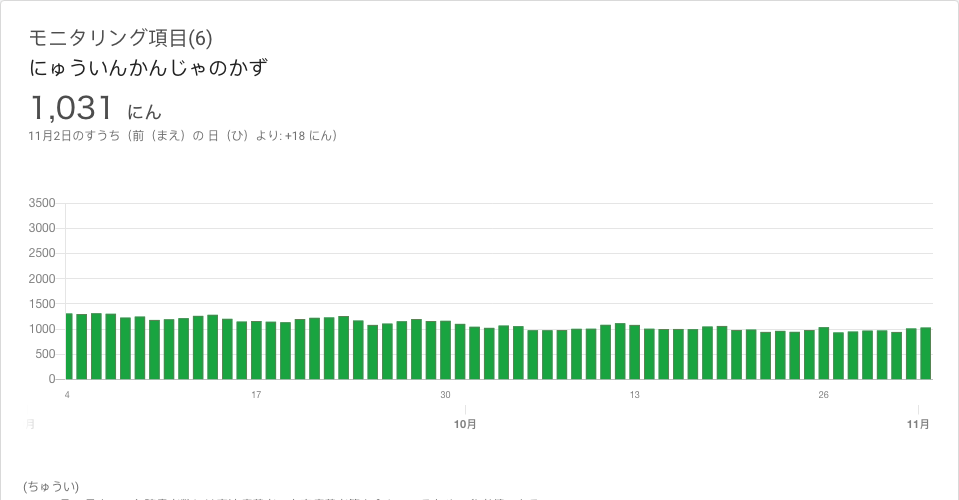 モニタリング項目(6)
にゅういんかんじゃのかず
1,031 にん
11月2日のすうち（前（まえ）の 日（ひ）より: +18 にん）
3500
3000
2500
2000
1500
1000
500
0
4 17 30 13 26
月 10月 11月
(ちゅうい)